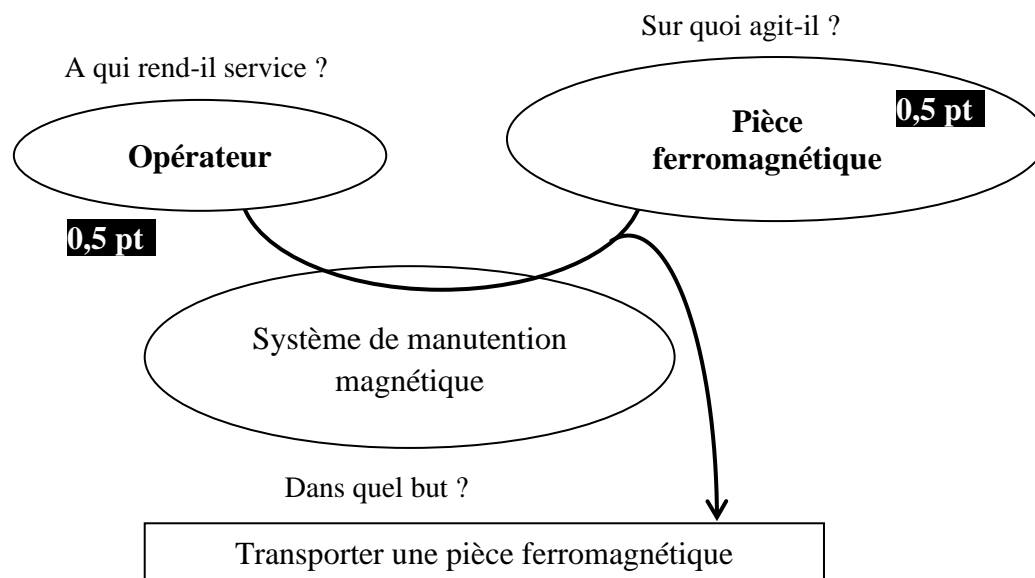 Sur quoi agit-il ?
A qui rend-il service ?
0,5 pt
Pièce
ferromagnétique
Opérateur
0,5 pt
Système de manutention
magnétique
Dans quel but ?
Transporter une pièce ferromagnétique